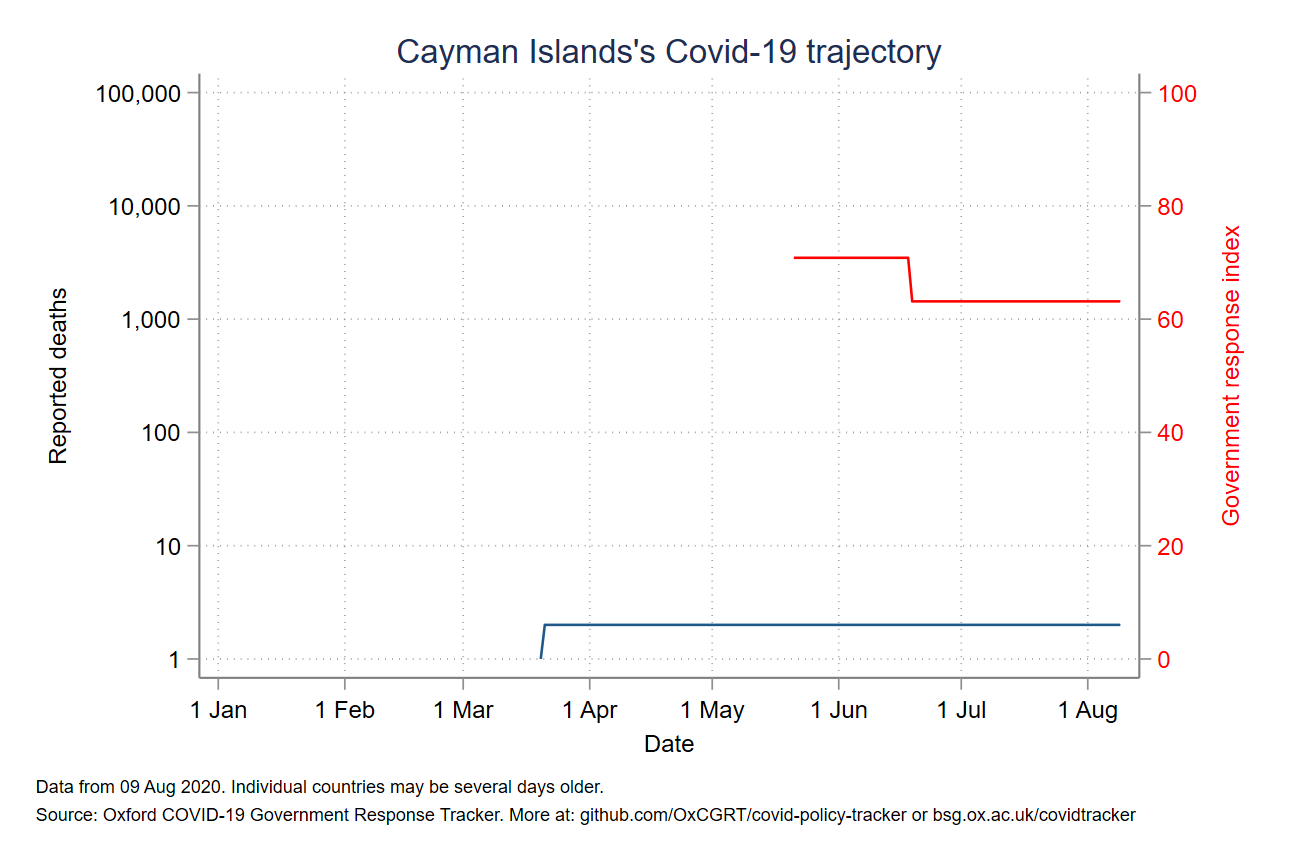 Cayman Islands's Covid-19 trajectory
100,000
10,000
1,000
100
10
1
Reported deaths
100
80
60
40
20
0
Government response index
1 Jan 1 Feb 1 Mar 1 Apr 1 May 1 Jun 1 Jul 1 Aug
Date
Data from 09 Aug 2020. Individual countries may be several days older.
Source: Oxford COVID-19 Government Response Tracker. More at: github.com/OxCGRT/covid-policy-tracker or bsg.ox.ac.uk/covidtracker